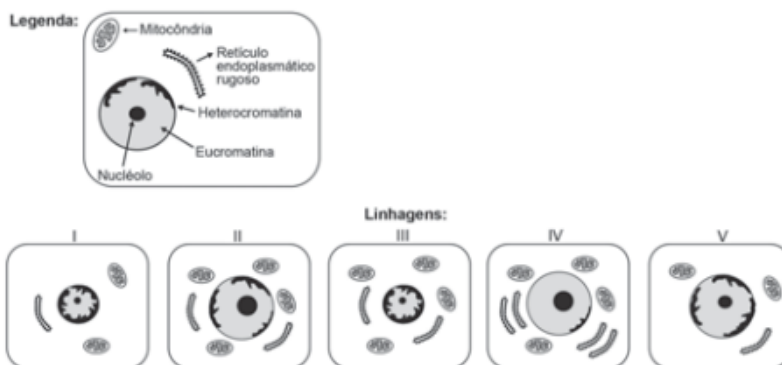 Legenda:
Mitocôndria
Retículo
endoplasmático
rugoso
Heterocromatina
Eucromatina
Nucléolo
Linhagens:
I II III IV V